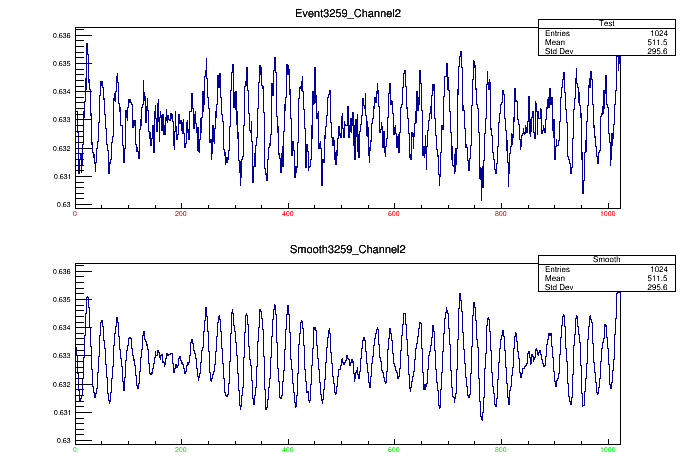 Event3259_Channel2
Test
Entries 1024
Mean 511.5
Std Dev 295.6
0.636
0.635
0.634
0.633
0.632
0.631
0.63
0 200 400 600 800 1000
Smooth3259_Channel2
Smooth
Entries 1024
Mean 511.5
Std Dev 295.6
0.636
0.635
0.634
0.633
0.632
0.631
0.63
0 200 400 600 800 1000